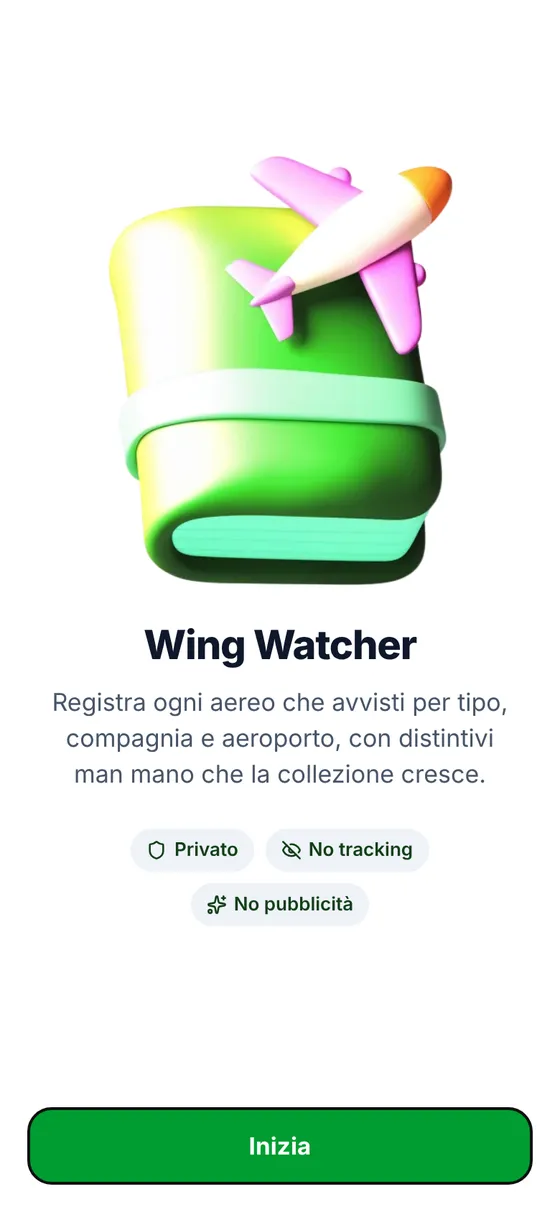 Wing Watcher
Registra ogni aereo che avvisti per tipo,
compagnia e aeroporto, con distintivi
man mano che la collezione cresce.
Privato
No tracking
No pubblicità
Inizia